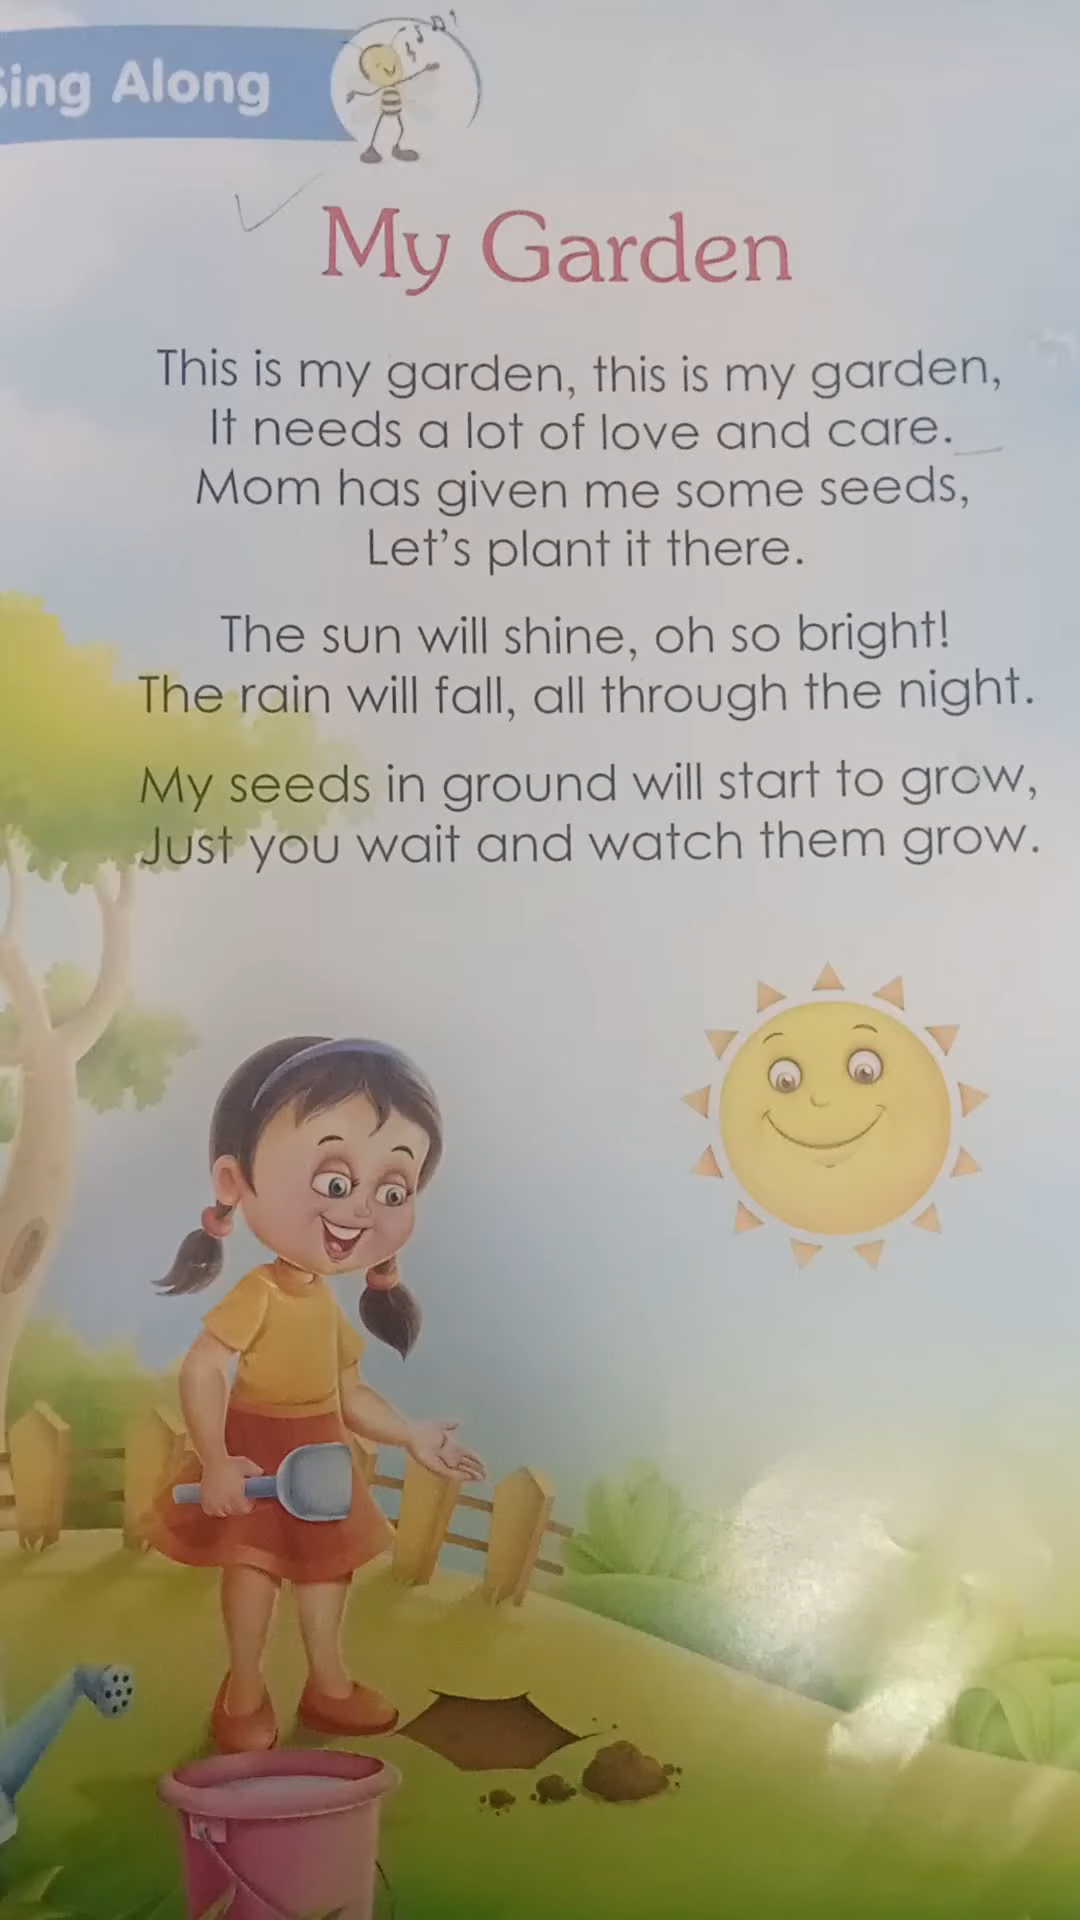 Sing Along
My Garden
This is my garden, this is my garden,
It needs a lot of love and care.
Mom has given me some seeds,
Let's plant it there.
The sun will shine, oh so bright!
The rain will fall, all through the night.
My seeds in ground will start to grow,
Just you wait and watch them grow.